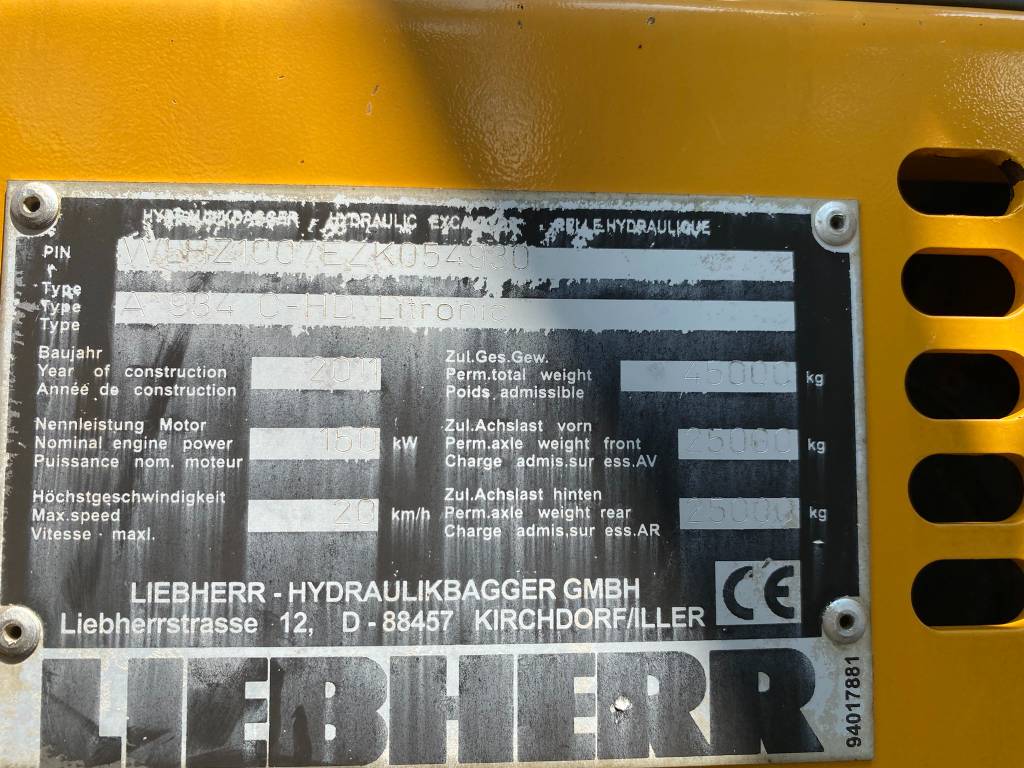 HYDRAULIKBAGGER HYDRAULIC EXCAVATOR PELLE HYDRAULIQUE
PIN WLHZ1007EZK054930
Type
Type A 934 C-HD Litronic
Type
Baujahr
Year of construction 2011
Année de construction
Zul.Ges.Gew.
Perm.total weight 45000 kg
Poids admissible
Nennleistung Motor
Nominal engine power 150 kW
Puissance nom. moteur
Zul.Achslast vorn
Perm.axle weight front 25000 kg
Charge admis.sur ess.AV
Höchstgeschwindigkeit
Max.speed 20 km/h
Vitesse maxl.
Zul.Achslast hinten
Perm.axle weight rear 25000 kg
Charge admis.sur ess.AR
LIEBHERR - HYDRAULIKBAGGER GMBH
Liebherrstrasse 12, D - 88457 KIRCHDORF/ILLER
CE
LIEBHERR
94017881